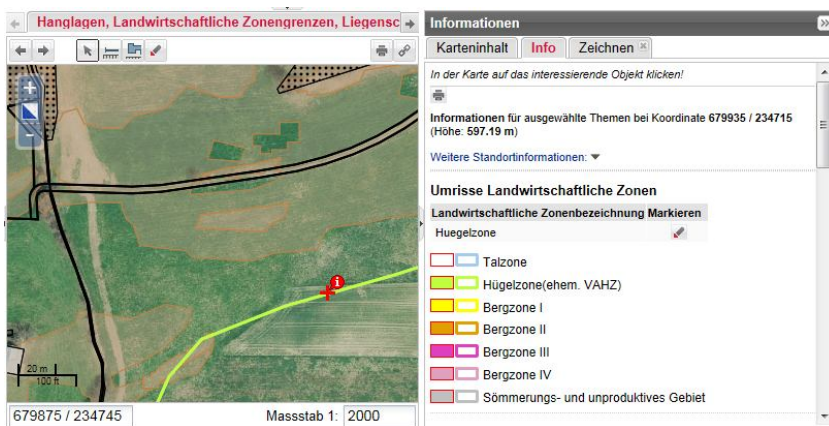 Hanglagen, Landwirtschaftliche Zonengrenzen, Liegensc
20 m
100 ft
679875 / 234745
Massstab 1: 2000
Informationen
Karteninhalt
Info
Zeichnen
In der Karte auf das interessierende Objekt klicken!
Informationen für ausgewählte Themen bei Koordinate 679935 / 234715
(Höhe: 597.19 m)
Weitere Standortinformationen:
Umrisse Landwirtschaftliche Zonen
Landwirtschaftliche Zonenbezeichnung Markieren
Huegelzone
Talzone
Hügelzone(ehem. VAHZ)
Bergzone I
Bergzone II
Bergzone III
Bergzone IV
Sömmerungs- und unproduktives Gebiet